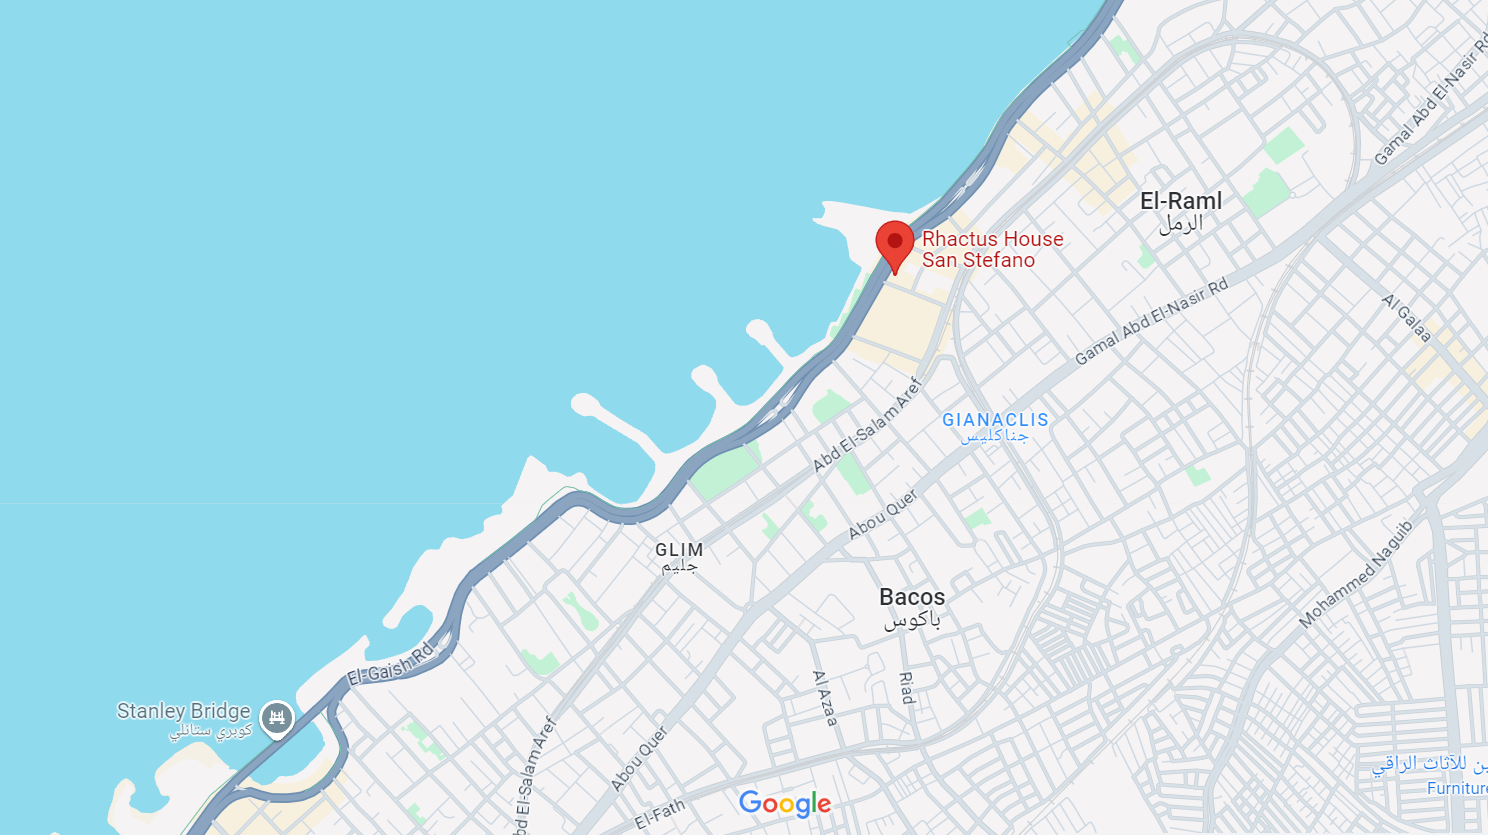 Gamal Abd El-Nasir Rd
El-Raml
الرمل
Rhactus House
San Stefano
Gamal Abd El-Nasir Rd
Al Galaa
Abd El-Salam Aref
GIANACLIS
جناكليس
Abou Quer
GLIM
جليم
Mohammed Naguib
Bacos
باكوس
El-Gaish Rd
Al Azaa
Riad
Stanley Bridge
كوبري ستانلي
Abd El-Salam Aref
Abou Quer
ين للآثاث الراقي
Furniture
El-Fath
Google